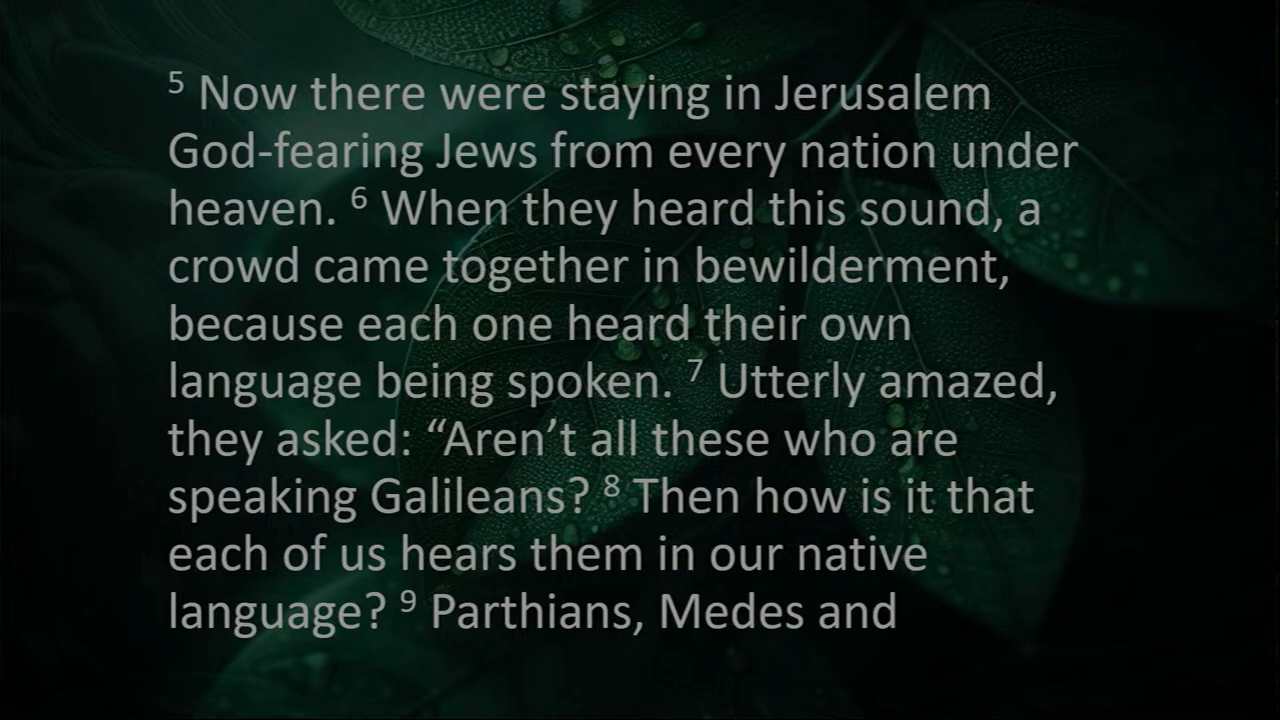 ⁵ Now there were staying in Jerusalem
God-fearing Jews from every nation under
heaven. ⁶ When they heard this sound, a
crowd came together in bewilderment,
because each one heard their own
language being spoken. ⁷ Utterly amazed,
they asked: “Aren’t all these who are
speaking Galileans? ⁸ Then how is it that
each of us hears them in our native
language? ⁹ Parthians, Medes and